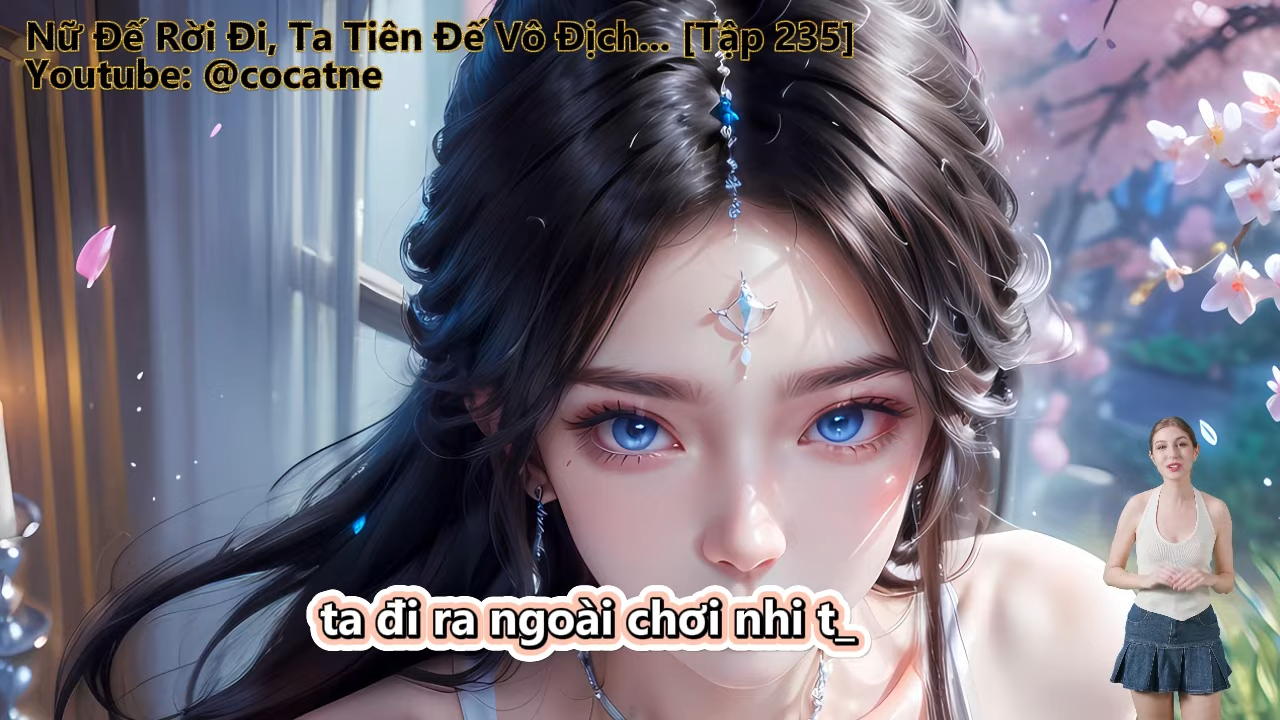 Nữ Đế Rời Đi, Ta Tiên Đế Vô Địch... [Tập 235]
Youtube: @cocatne
ta đi ra ngoài chơi nhi t_